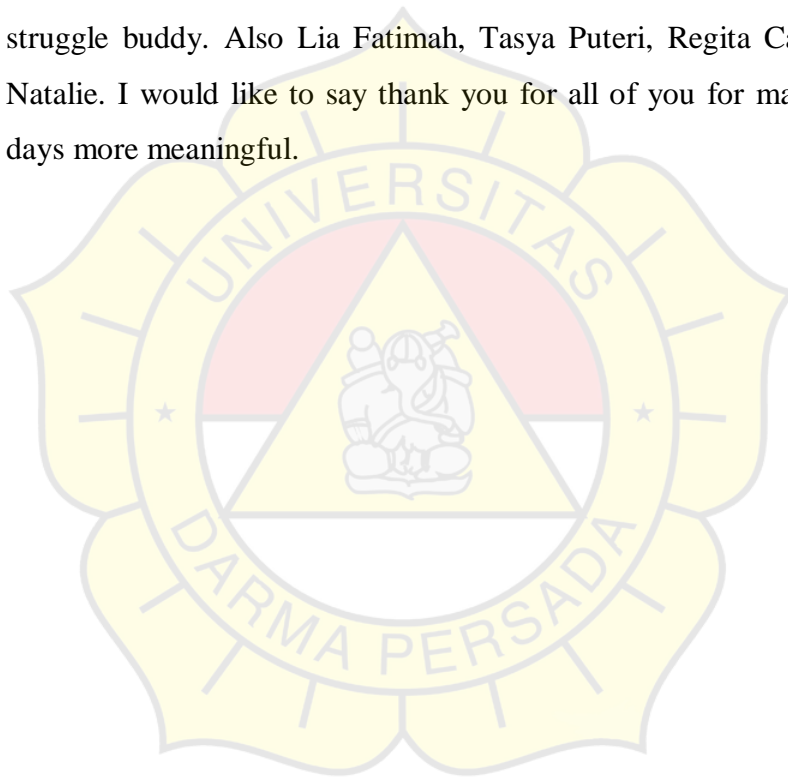 struggle buddy. Also Lia Fatimah, Tasya Puteri, Regita
Natalie. I would like to say thank you for all of you for
days more meaningful.
UNIVERSITAS
DARMA PERSADA